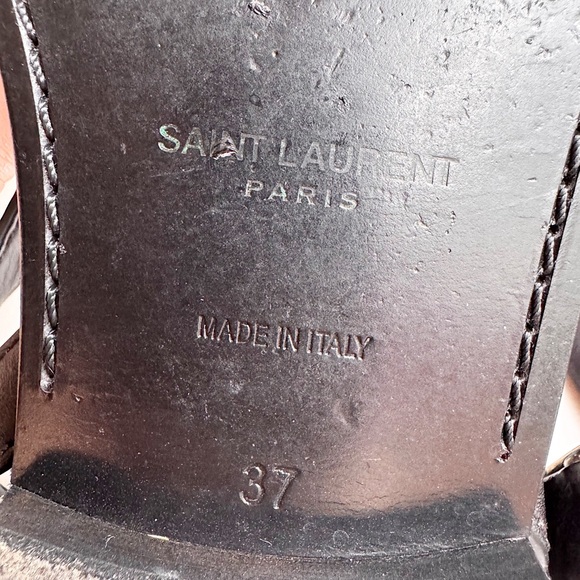 SAINT LAURENT
PARIS
MADE IN ITALY
37